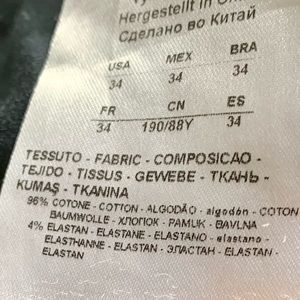 Hergestellt in
Сделано во Китай
USA MEX BRA
34 34 34
FR CN ES
34 190/88Y 34
TESSUTO - FABRIC - COMPOSICAO -
TEJIDO - TISSUS - GEWEBE - ТКАНЬ -
KUMAŞ - TKANINA
96% COTONE - COTTON - ALGODÃO - algodón - COTON
BAUMWOLLE - ХЛОПОК - PAMUK - BAVLNA
4% ELASTAN - ELASTANE - ELASTANO - elastano -
ELASTHANNE - ELASTAN - ЭЛАСТАН - ELASTAN -
ELASTAN